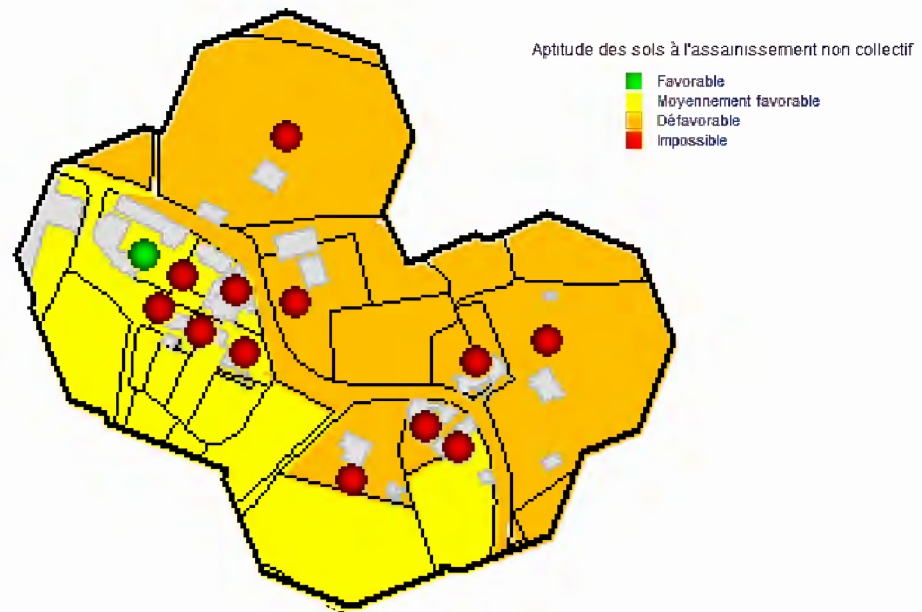 Aptitude des sols à l'assainissement non collectif
Favorable
Moyennement favorable
Défavorable
Impossible